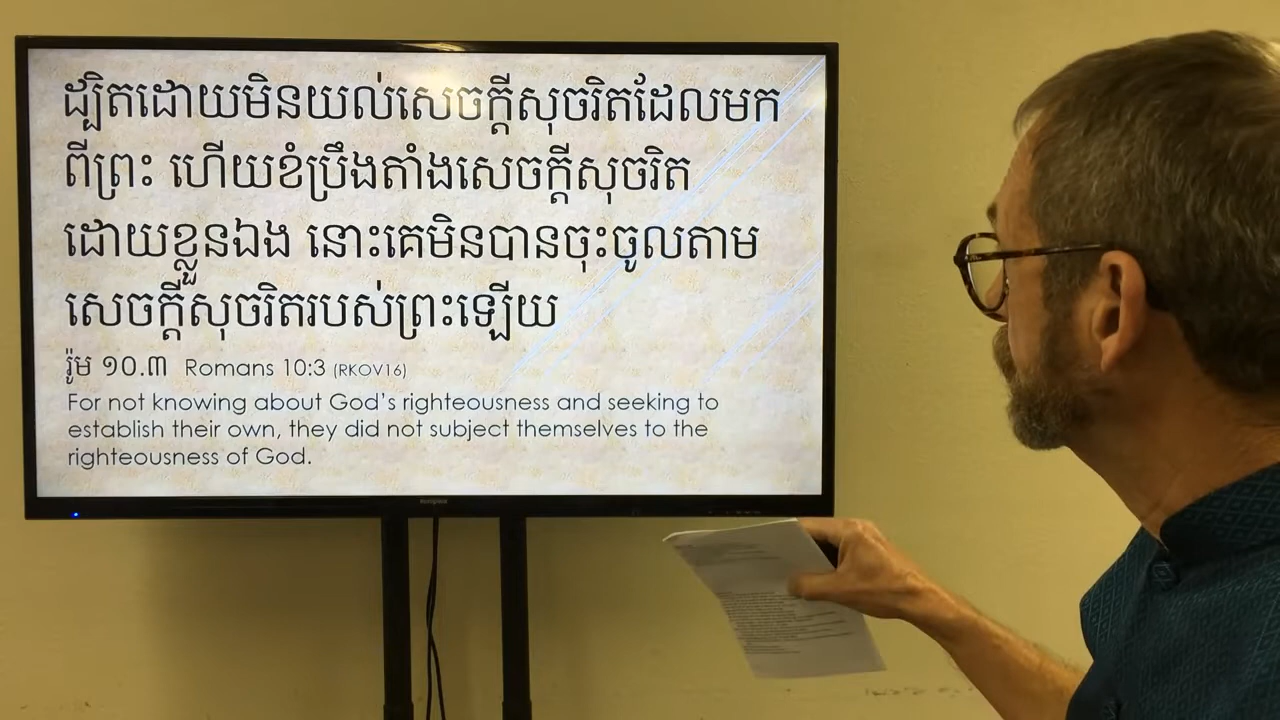 ដ្បិតដោយមិនយល់សេចក្ដីសុចរិតដែលមក
ពីព្រះ ហើយខំប្រឹងតាំងសេចក្ដីសុចរិត
ដោយខ្លួនឯង នោះគេមិនបានចុះចូលតាម
សេចក្ដីសុចរិតរបស់ព្រះឡើយ
រ៉ូម ១០.៣ Romans 10:3 (RKOV16)
For not knowing about God’s righteousness and seeking to
establish their own, they did not subject themselves to the
righteousness of God.